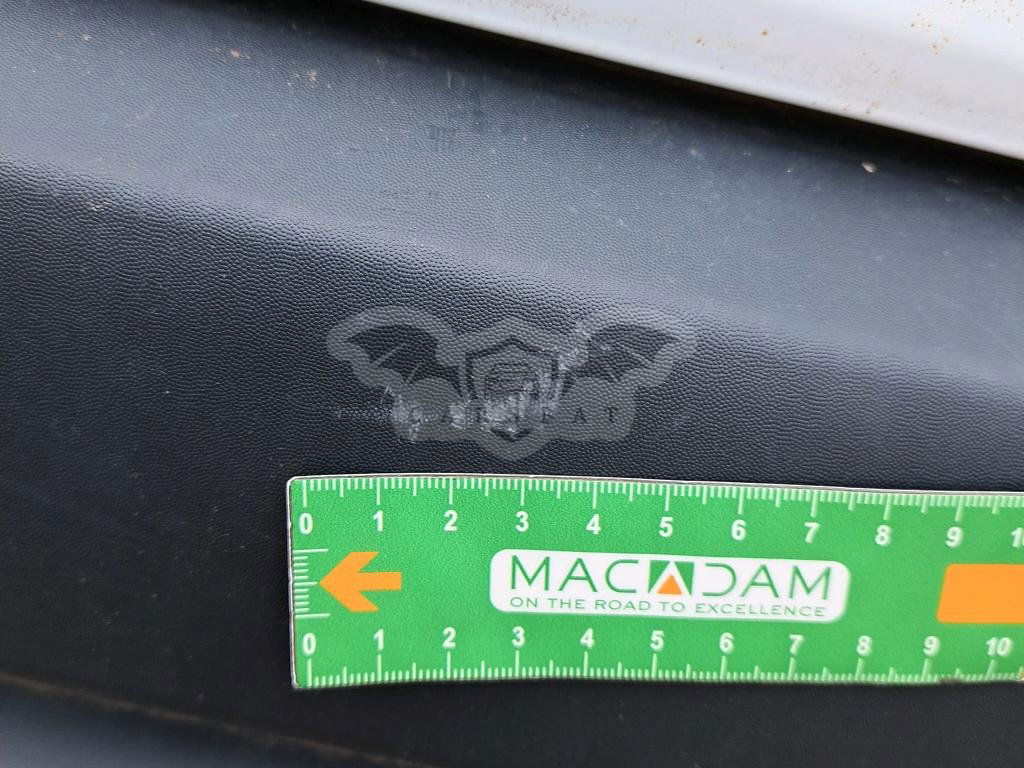 CARBEAT
0 1 2 3 4 5 6 7 8 9 10
MACADAM
ON THE ROAD TO EXCELLENCE
0 1 2 3 4 5 6 7 8 9 10